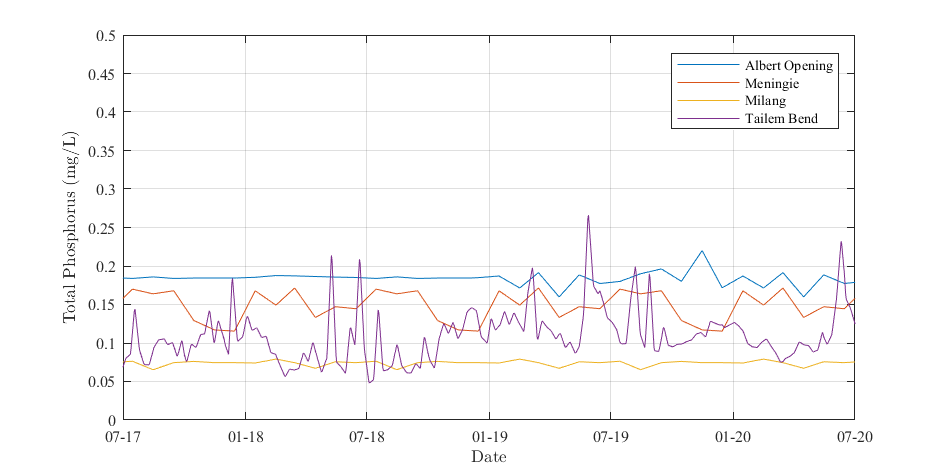 0.5
0.45
0.4
0.35
0.3
0.25
0.2
0.15
0.1
0.05
0
Total Phosphorus (mg/L)
Albert Opening
Meningie
Milang
Tailem Bend
07-17 01-18 07-18 01-19 07-19 01-20 07-20
Date